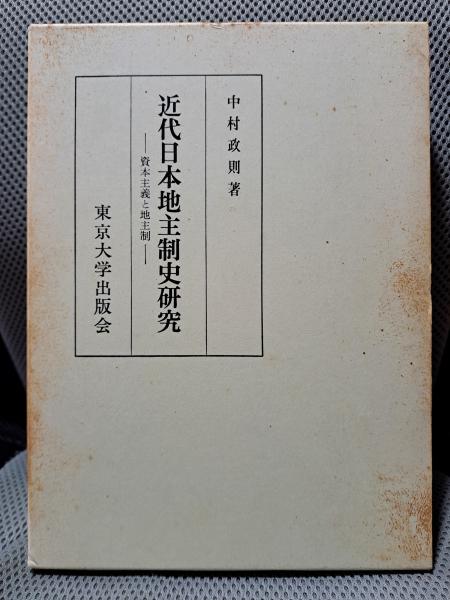 中村政則著
近代日本地主制史研究
──資本主義と地主制──
東京大学出版会